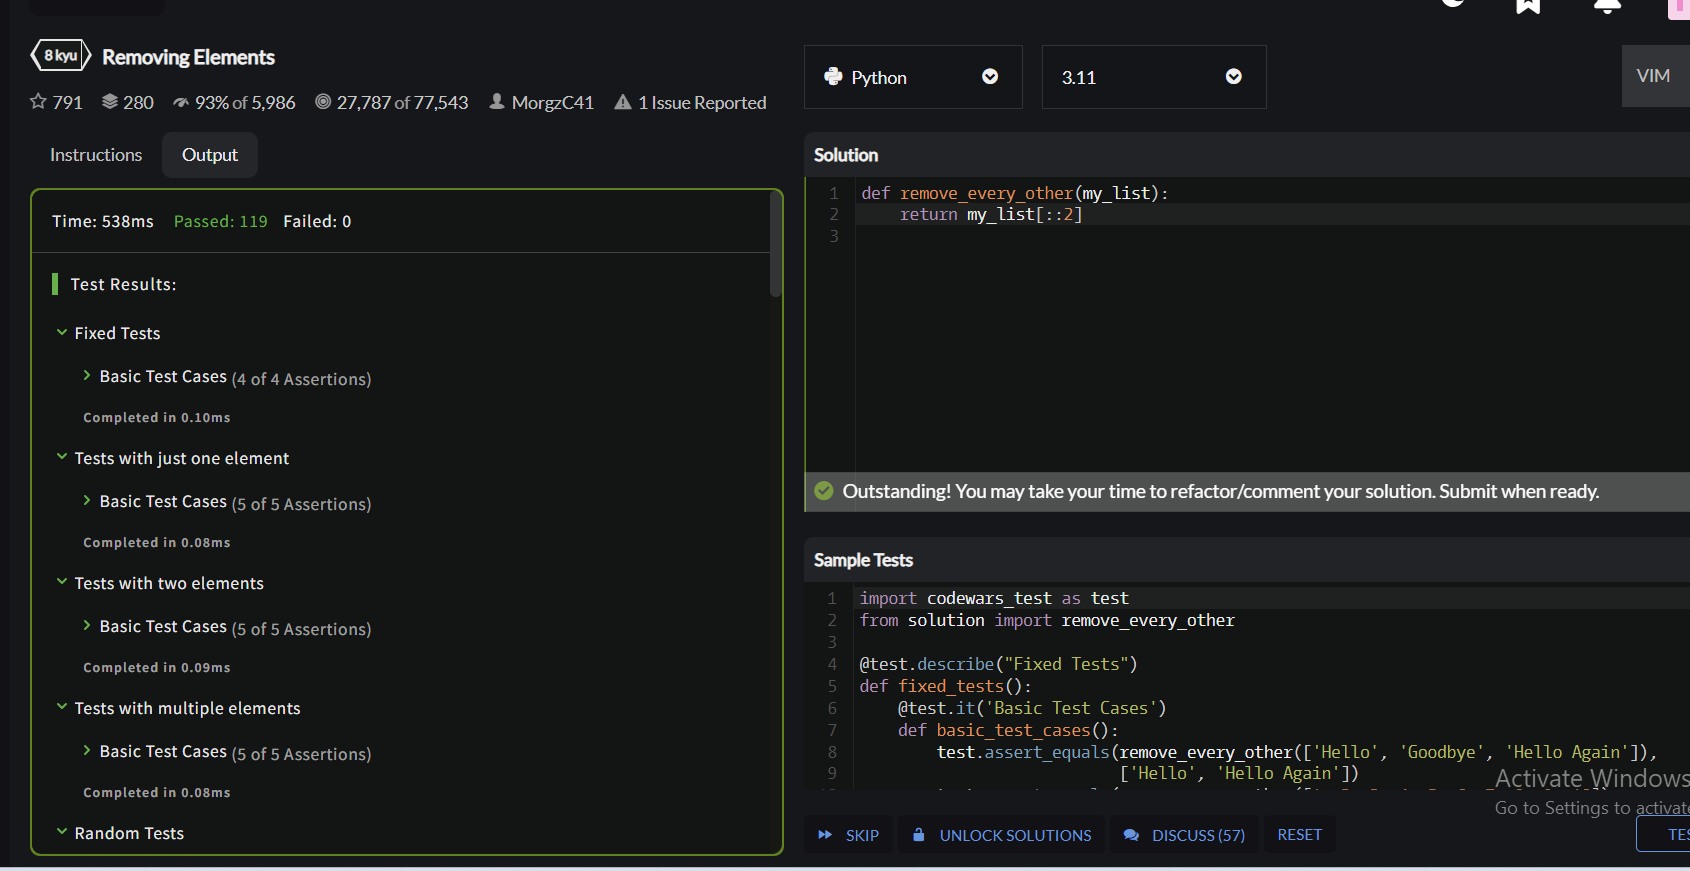 8 kyu Removing Elements
791 280 93% of 5,986 27,787 of 77,543 MorgzC41 1 Issue Reported
Instructions Output
Time: 538ms Passed: 119 Failed: 0
Test Results:
Fixed Tests
Basic Test Cases (4 of 4 Assertions)
Completed in 0.10ms
Tests with just one element
Basic Test Cases (5 of 5 Assertions)
Completed in 0.08ms
Tests with two elements
Basic Test Cases (5 of 5 Assertions)
Completed in 0.09ms
Tests with multiple elements
Basic Test Cases (5 of 5 Assertions)
Completed in 0.08ms
Random Tests
Python 3.11 VIM
Solution
1 def remove_every_other(my_list):
2 return my_list[::2]
3
Outstanding! You may take your time to refactor/comment your solution. Submit when ready.
Sample Tests
1 import codewars_test as test
2 from solution import remove_every_other
3
4 @test.describe("Fixed Tests")
5 def fixed_tests():
6 @test.it('Basic Test Cases')
7 def basic_test_cases():
8 test.assert_equals(remove_every_other(['Hello', 'Goodbye', 'Hello Again']),
9 ['Hello', 'Hello Again'])
Activate Windows
Go to Settings to activate
SKIP UNLOCK SOLUTIONS DISCUSS (57) RESET TES